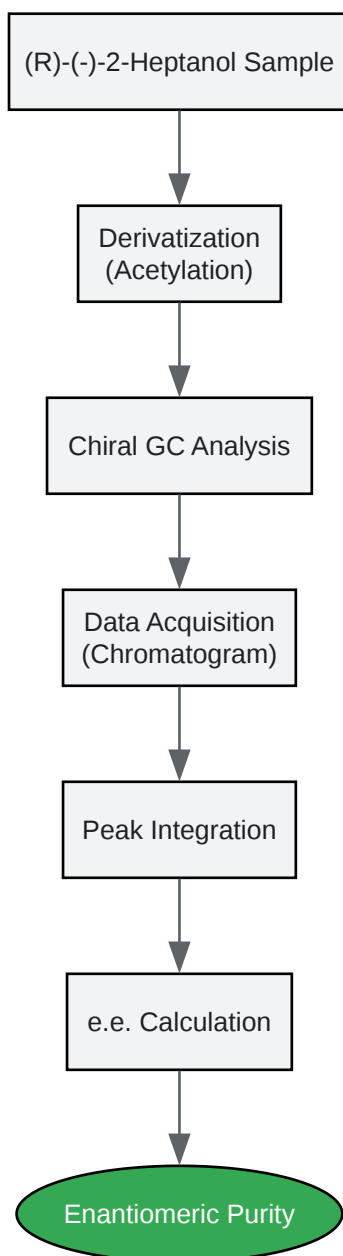 (R)-(-)-2-Heptanol Sample
Derivatization
(Acetylation)
Chiral GC Analysis
Data Acquisition
(Chromatogram)
Peak Integration
e.e. Calculation
Enantiomeric Purity